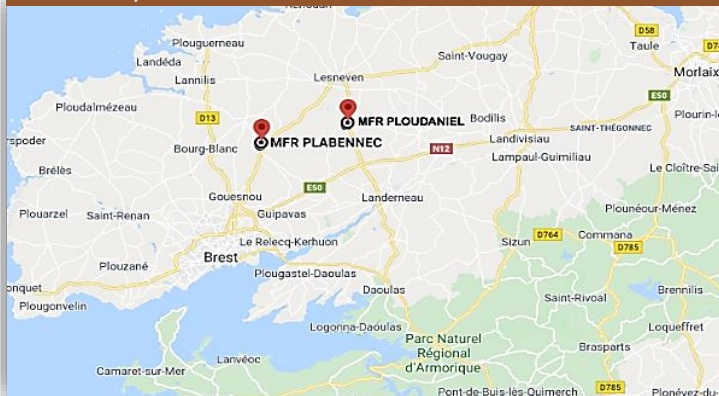 Plouguerneau
D58
Saint-Vougay
Taule
Landéda
Lannilis
Lesneven
Morlaix
E50
Ploudalmézeau
D13
MFR PLOUDANIEL
Bodilis
Plourin-l
rspoder
Bourg-Blanc
MFR PLABENNEC
SAINT-THÉGONNEC
Landivisiau
N12
Lampaul-Guimiliau
Brélès
Le Cloître-Sai
E50
Gouesnou
Landerneau
Plouarzel
Saint-Renan
Guipavas
Plounéour-Ménez
Le Relecq-Kerhuon
Sizun
D764
Commana
D785
Brest
Plouzané
Plougastel-Daoulas
onquet
Daoulas
Brennilis
Plougonvelin
Saint-Rivoal
Logonna-Daoulas
Loqueffret
Parc Naturel
Régional
d'Armorique
Brasparts
Lanvéoc
Camaret-sur-Mer
D785
Pont-de-Buis-lès-Quimerch
Plonévez-du-